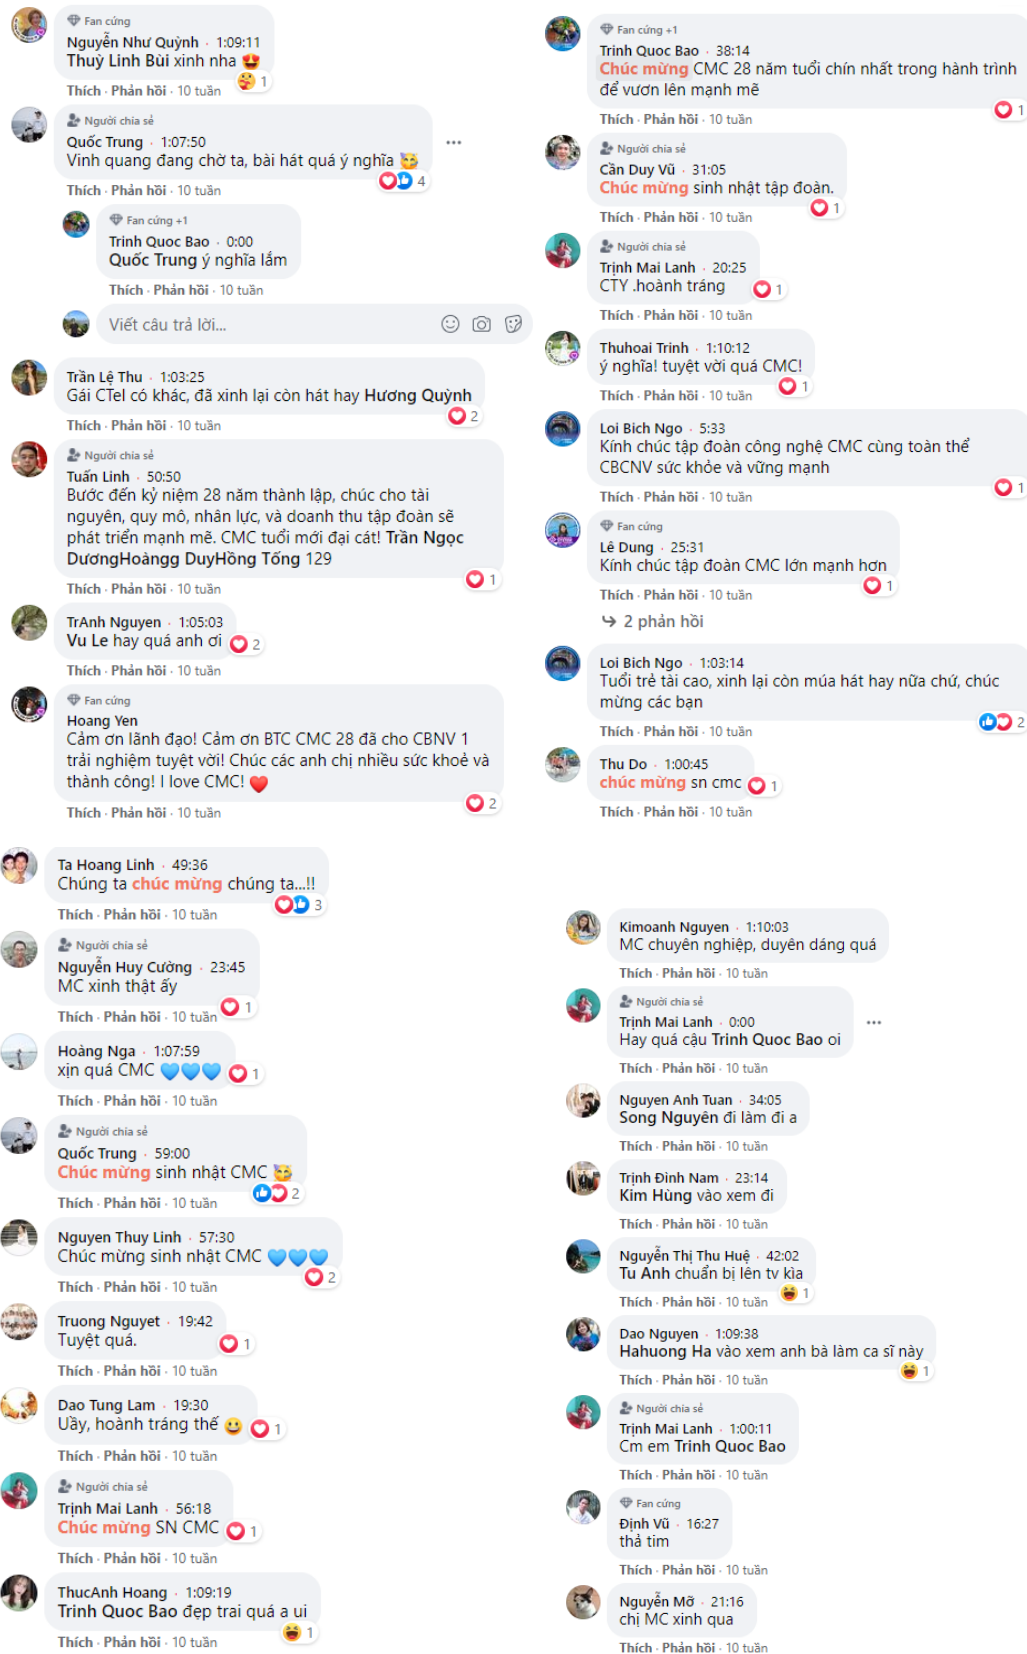 Fan cứng
Nguyễn Như Quỳnh · 1:09:11
Thuỳ Linh Bùi xinh nha 😍
1
Thích · Phản hồi · 10 tuần
Người chia sẻ
Quốc Trung · 1:07:50
Vinh quang đang chờ ta, bài hát quá ý nghĩa 🥳
4
Thích · Phản hồi · 10 tuần
Fan cứng +1
Trinh Quoc Bao · 0:00
Quốc Trung ý nghĩa lắm
Thích · Phản hồi · 10 tuần
Viết câu trả lời...
Trần Lệ Thu · 1:03:25
Gái CTel có khác, đã xinh lại còn hát hay Hương Quỳnh
2
Thích · Phản hồi · 10 tuần
Người chia sẻ
Tuấn Linh · 50:50
Bước đến kỷ niệm 28 năm thành lập, chúc cho tài
nguyên, quy mô, nhân lực, và doanh thu tập đoàn sẽ
phát triển mạnh mẽ. CMC tuổi mới đại cát! Trần Ngọc
DươngHoàngg DuyHồng Tống 129
1
Thích · Phản hồi · 10 tuần
TrAnh Nguyen · 1:05:03
Vu Le hay quá anh ơi
2
Thích · Phản hồi · 10 tuần
Fan cứng
Hoang Yen
Cảm ơn lãnh đạo! Cảm ơn BTC CMC 28 đã cho CBNV 1
trải nghiệm tuyệt vời! Chúc các anh chị nhiều sức khoẻ và
thành công! I love CMC! ❤️
2
Thích · Phản hồi · 10 tuần
Fan cứng +1
Trinh Quoc Bao · 38:14
Chúc mừng CMC 28 năm tuổi chín nhất trong hành trình
để vươn lên mạnh mẽ
1
Thích · Phản hồi · 10 tuần
Người chia sẻ
Cấn Duy Vũ · 31:05
Chúc mừng sinh nhật tập đoàn.
1
Thích · Phản hồi · 10 tuần
Người chia sẻ
Trịnh Mai Lanh · 20:25
CTY .hoành tráng
1
Thích · Phản hồi · 10 tuần
Thuhoai Trinh · 1:10:12
ý nghĩa! tuyệt vời quá CMC!
1
Thích · Phản hồi · 10 tuần
Loi Bich Ngo · 5:33
Kính chúc tập đoàn công nghệ CMC cùng toàn thể
CBCNV sức khỏe và vững mạnh
1
Thích · Phản hồi · 10 tuần
Fan cứng
Lê Dung · 25:31
Kính chúc tập đoàn CMC lớn mạnh hơn
1
Thích · Phản hồi · 10 tuần
2 phản hồi
Loi Bich Ngo · 1:03:14
Tuổi trẻ tài cao, xinh lại còn múa hát hay nữa chứ, chúc
mừng các bạn
2
Thích · Phản hồi · 10 tuần
Thu Do · 1:00:45
chúc mừng sn cmc
1
Thích · Phản hồi · 10 tuần
Ta Hoang Linh · 49:36
Chúng ta chúc mừng chúng ta...!!
3
Thích · Phản hồi · 10 tuần
Người chia sẻ
Nguyễn Huy Cường · 23:45
MC xinh thật ấy
1
Thích · Phản hồi · 10 tuần
Hoàng Nga · 1:07:59
xịn quá CMC 💙💙💙
1
Thích · Phản hồi · 10 tuần
Người chia sẻ
Quốc Trung · 59:00
Chúc mừng sinh nhật CMC 🥳
2
Thích · Phản hồi · 10 tuần
Nguyen Thuy Linh · 57:30
Chúc mừng sinh nhật CMC 💙💙💙
2
Thích · Phản hồi · 10 tuần
Truong Nguyet · 19:42
Tuyệt quá.
1
Thích · Phản hồi · 10 tuần
Dao Tung Lam · 19:30
Uầy, hoành tráng thế 😃
1
Thích · Phản hồi · 10 tuần
Người chia sẻ
Trịnh Mai Lanh · 56:18
Chúc mừng SN CMC
1
Thích · Phản hồi · 10 tuần
ThucAnh Hoang · 1:09:19
Trinh Quoc Bao đẹp trai quá a ui
1
Thích · Phản hồi · 10 tuần
Kimoanh Nguyen · 1:10:03
MC chuyên nghiệp, duyên dáng quá
Thích · Phản hồi · 10 tuần
Người chia sẻ
Trịnh Mai Lanh · 0:00
Hay quá cậu Trinh Quoc Bao oi
Thích · Phản hồi · 10 tuần
Nguyen Anh Tuan · 34:05
Song Nguyên đi làm đi a
Thích · Phản hồi · 10 tuần
Trịnh Đình Nam · 23:14
Kim Hùng vào xem đi
Thích · Phản hồi · 10 tuần
Nguyễn Thị Thu Huệ · 42:02
Tu Anh chuẩn bị lên tv kìa
1
Thích · Phản hồi · 10 tuần
Dao Nguyen · 1:09:38
Hahuong Ha vào xem anh bà làm ca sĩ này
1
Thích · Phản hồi · 10 tuần
Người chia sẻ
Trịnh Mai Lanh · 1:00:11
Cm em Trinh Quoc Bao
Thích · Phản hồi · 10 tuần
Fan cứng
Định Vũ · 16:27
thả tim
Thích · Phản hồi · 10 tuần
Nguyễn Mỡ · 21:16
chị MC xinh qua
Thích · Phản hồi · 10 tuần